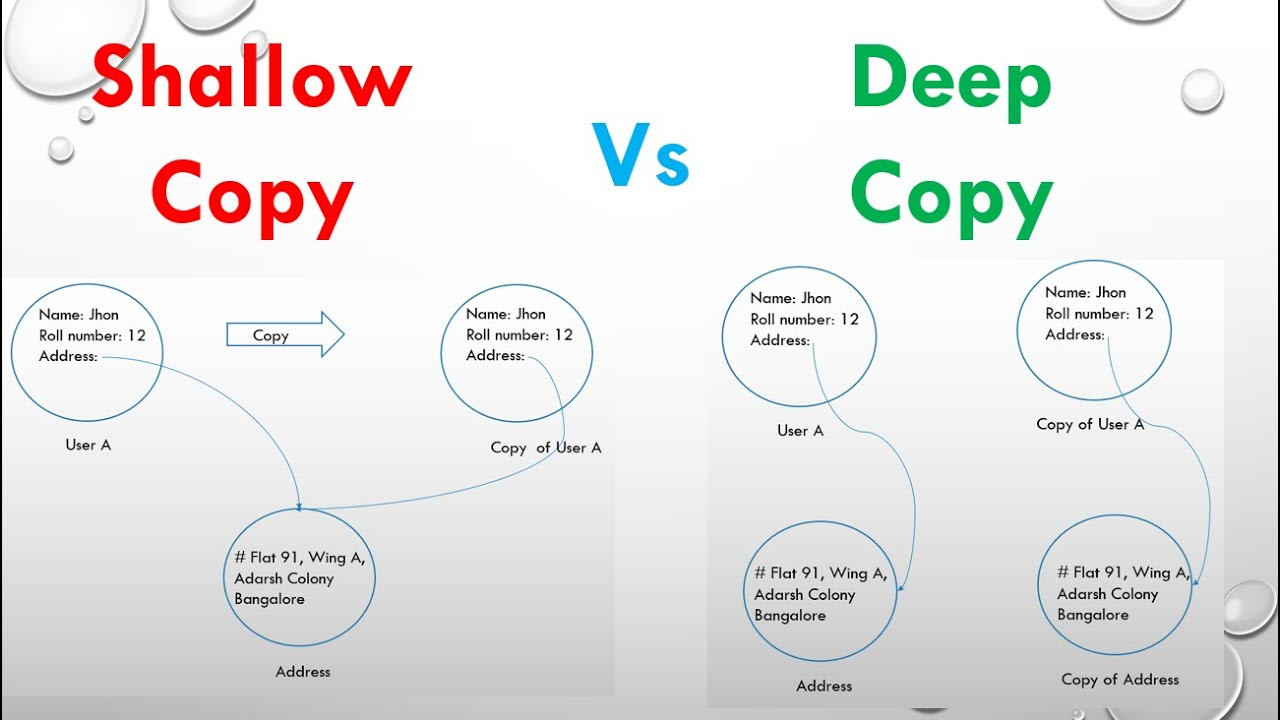 Shallow
Copy
Vs
Deep
Copy
Name: Jhon
Roll number: 12
Address:
User A
Copy
Name: Jhon
Roll number: 12
Address:
Copy of User A
# Flat 91, Wing A,
Adarsh Colony
Bangalore
Address
Name: Jhon
Roll number: 12
Address:
User A
Name: Jhon
Roll number: 12
Address:
Copy of User A
# Flat 91, Wing A,
Adarsh Colony
Bangalore
Address
# Flat 91, Wing A,
Adarsh Colony
Bangalore
Copy of Address